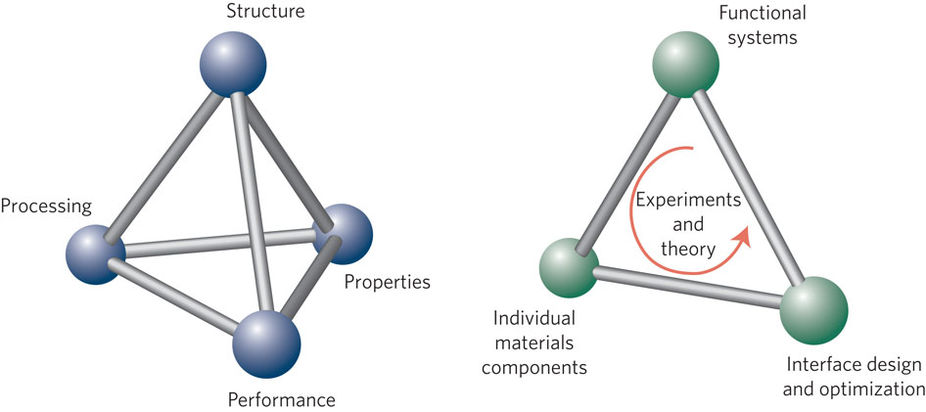 Structure
Processing
Properties
Performance
Functional
systems
Experiments
and
theory
Individual
materials
components
Interface design
and optimization